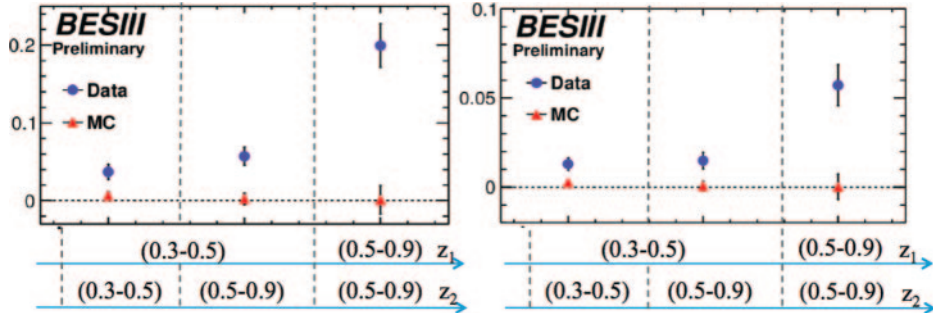 BESIII
Preliminary
Data
MC
0.2
0.1
0
(0.3-0.5) (0.5-0.9) z1
(0.3-0.5) (0.5-0.9) (0.5-0.9) z2
0.1
BESIII
Preliminary
Data
MC
0.05
0
(0.3-0.5) (0.5-0.9) z1
(0.3-0.5) (0.5-0.9) (0.5-0.9) z2